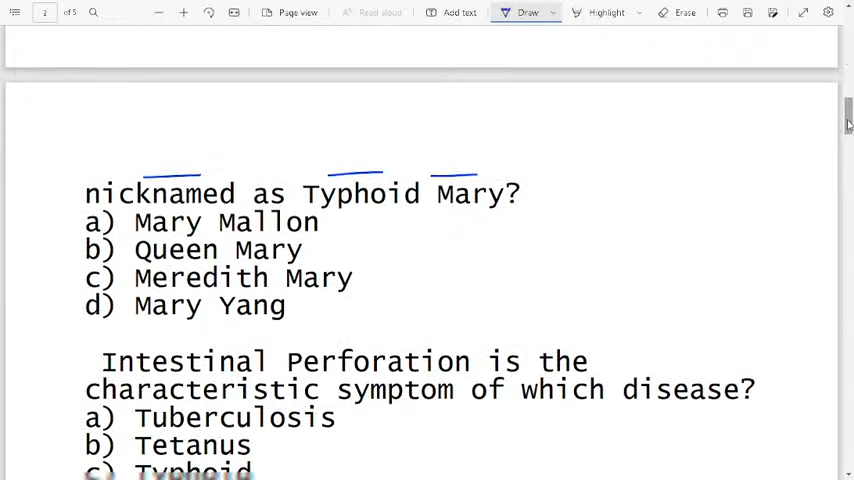 2 of 5 Page view Read aloud Add text Draw Highlight Erase
nicknamed as Typhoid Mary?
a) Mary Mallon
b) Queen Mary
c) Meredith Mary
d) Mary Yang
Intestinal Perforation is the
characteristic symptom of which disease?
a) Tuberculosis
b) Tetanus
c) Typhoid